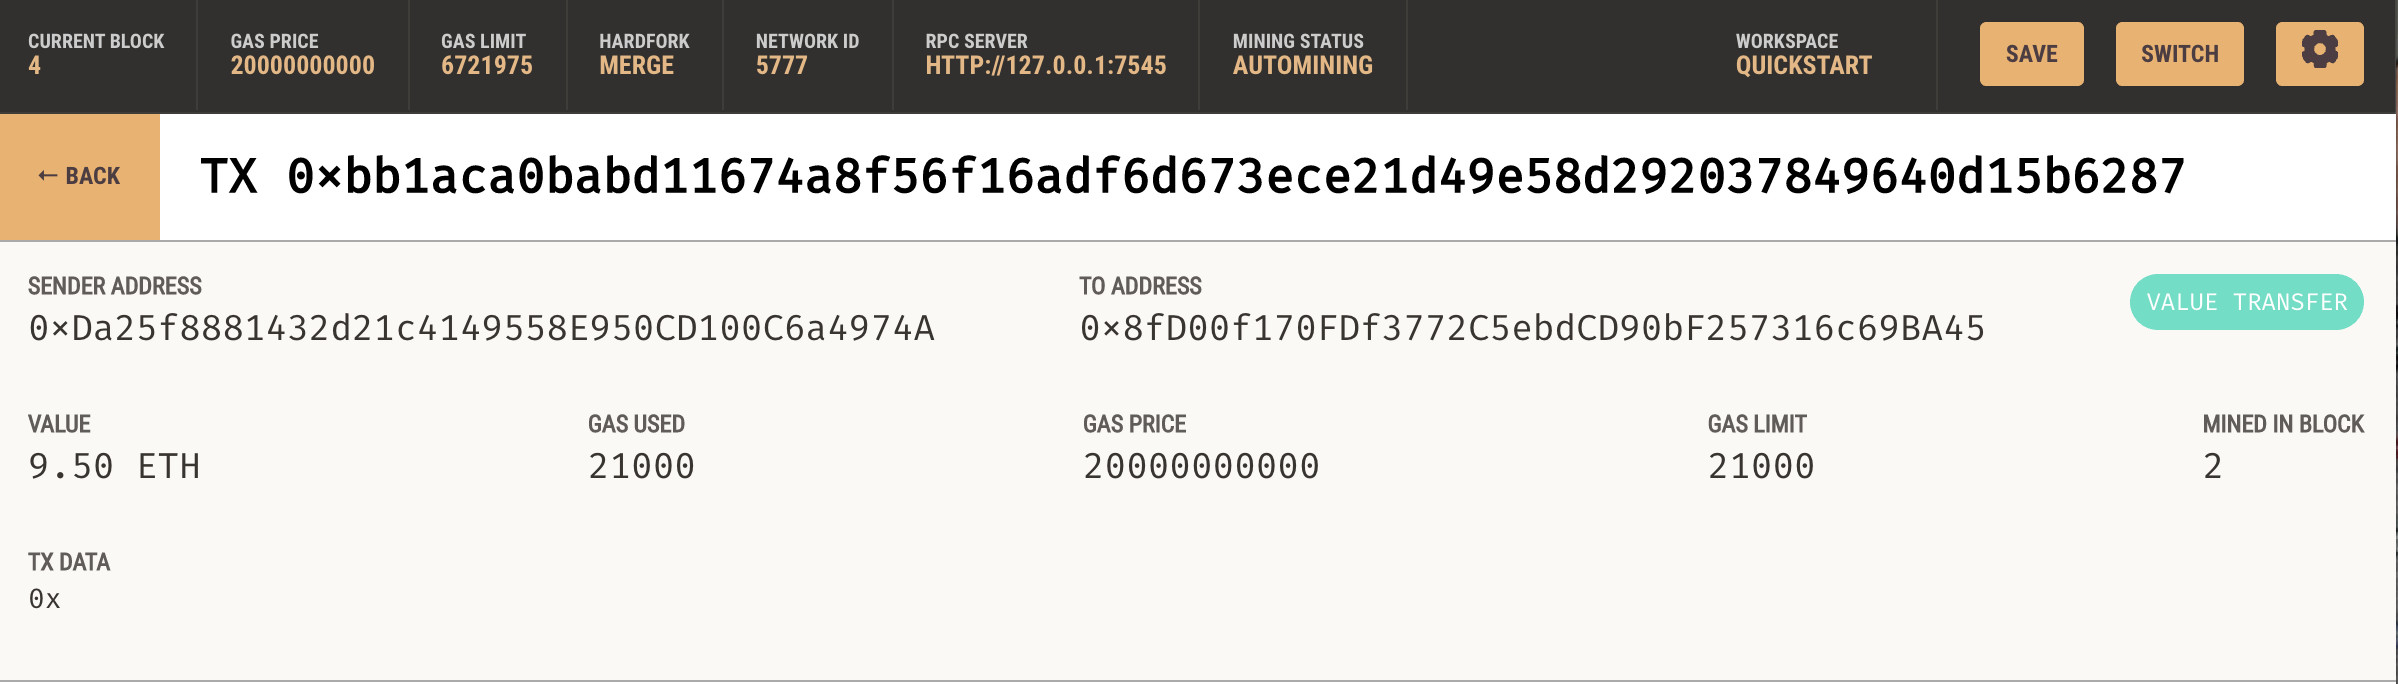 CURRENT BLOCK
4
GAS PRICE
20000000000
GAS LIMIT
6721975
HARDFORK
MERGE
NETWORK ID
5777
RPC SERVER
HTTP://127.0.0.1:7545
MINING STATUS
AUTOMINING
WORKSPACE
QUICKSTART
SAVE
SWITCH
← BACK
TX 0×bb1aca0babd11674a8f56f16adf6d673ece21d49e58d292037849640d15b6287
SENDER ADDRESS
0×Da25f8881432d21c4149558E950CD100C6a4974A
TO ADDRESS
0×8fD00f170FDf3772C5ebdCD90bF257316c69BA45
VALUE TRANSFER
VALUE
9.50 ETH
GAS USED
21000
GAS PRICE
20000000000
GAS LIMIT
21000
MINED IN BLOCK
2
TX DATA
0x